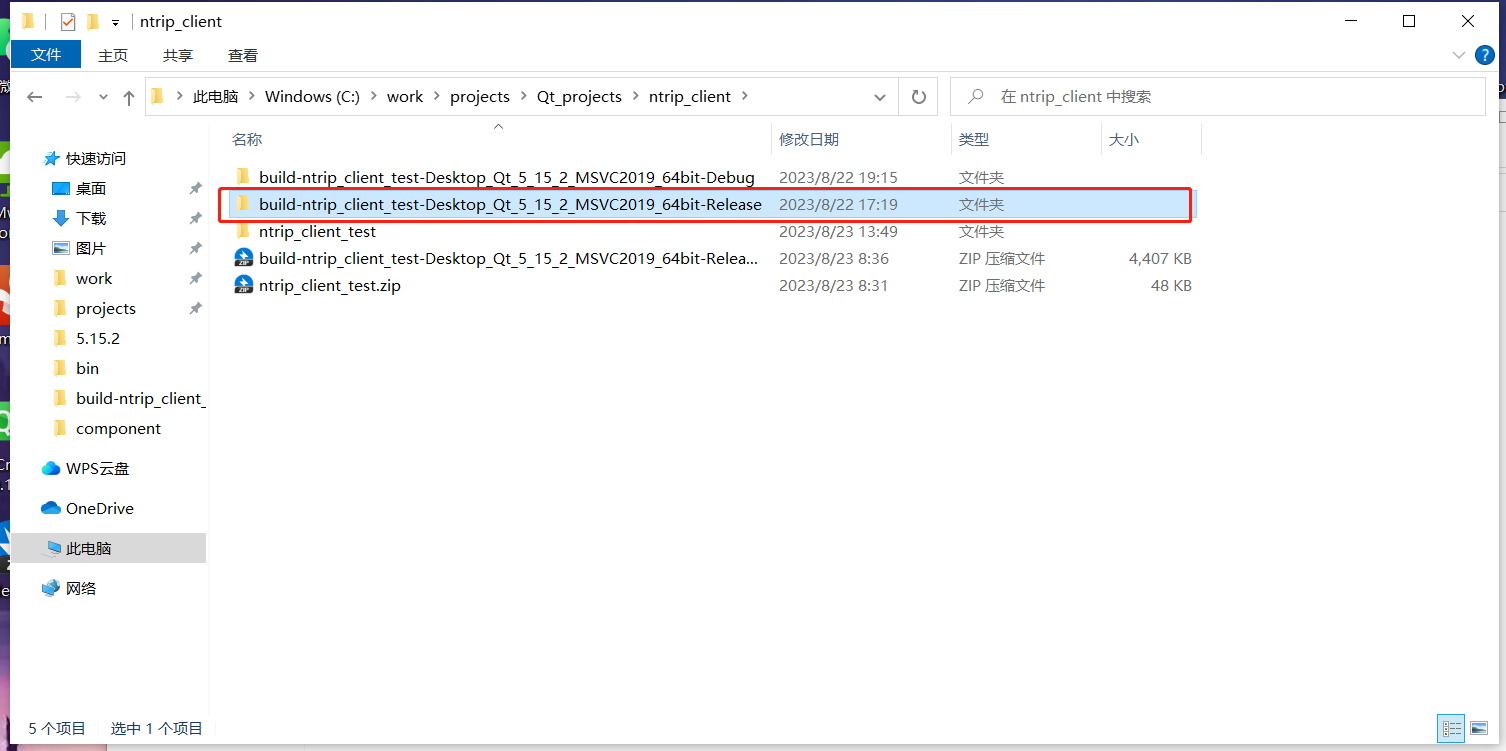 ntrip_client
文件 主页 共享 查看
此电脑 Windows (C:) work projects Qt_projects ntrip_client 在 ntrip_client 中搜索
名称 修改日期 类型 大小
build-ntrip_client_test-Desktop_Qt_5_15_2_MSVC2019_64bit-Debug 2023/8/22 19:15 文件夹
build-ntrip_client_test-Desktop_Qt_5_15_2_MSVC2019_64bit-Release 2023/8/22 17:19 文件夹
ntrip_client_test 2023/8/23 13:49 文件夹
build-ntrip_client_test-Desktop_Qt_5_15_2_MSVC2019_64bit-Relea... 2023/8/23 8:36 ZIP 压缩文件 4,407 KB
ntrip_client_test.zip 2023/8/23 8:31 ZIP 压缩文件 48 KB
快速访问
桌面
下载
图片
work
projects
5.15.2
bin
build-ntrip_client_
component
WPS云盘
OneDrive
此电脑
网络
5 个项目 选中 1 个项目